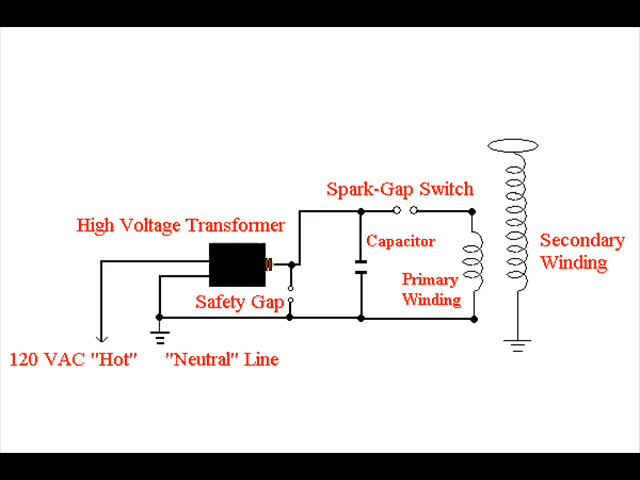 Spark-Gap Switch
High Voltage Transformer
Capacitor
Secondary
Winding
Primary
Winding
Safety Gap
120 VAC "Hot"
"Neutral" Line